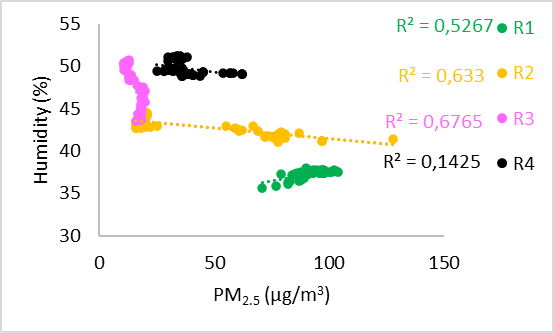 55
50
45
40
35
30
Humidity (%)
0
50
100
150
PM2.5 (µg/m³)
R² = 0,5267 R1
R² = 0,633 R2
R² = 0,6765 R3
R² = 0,1425 R4